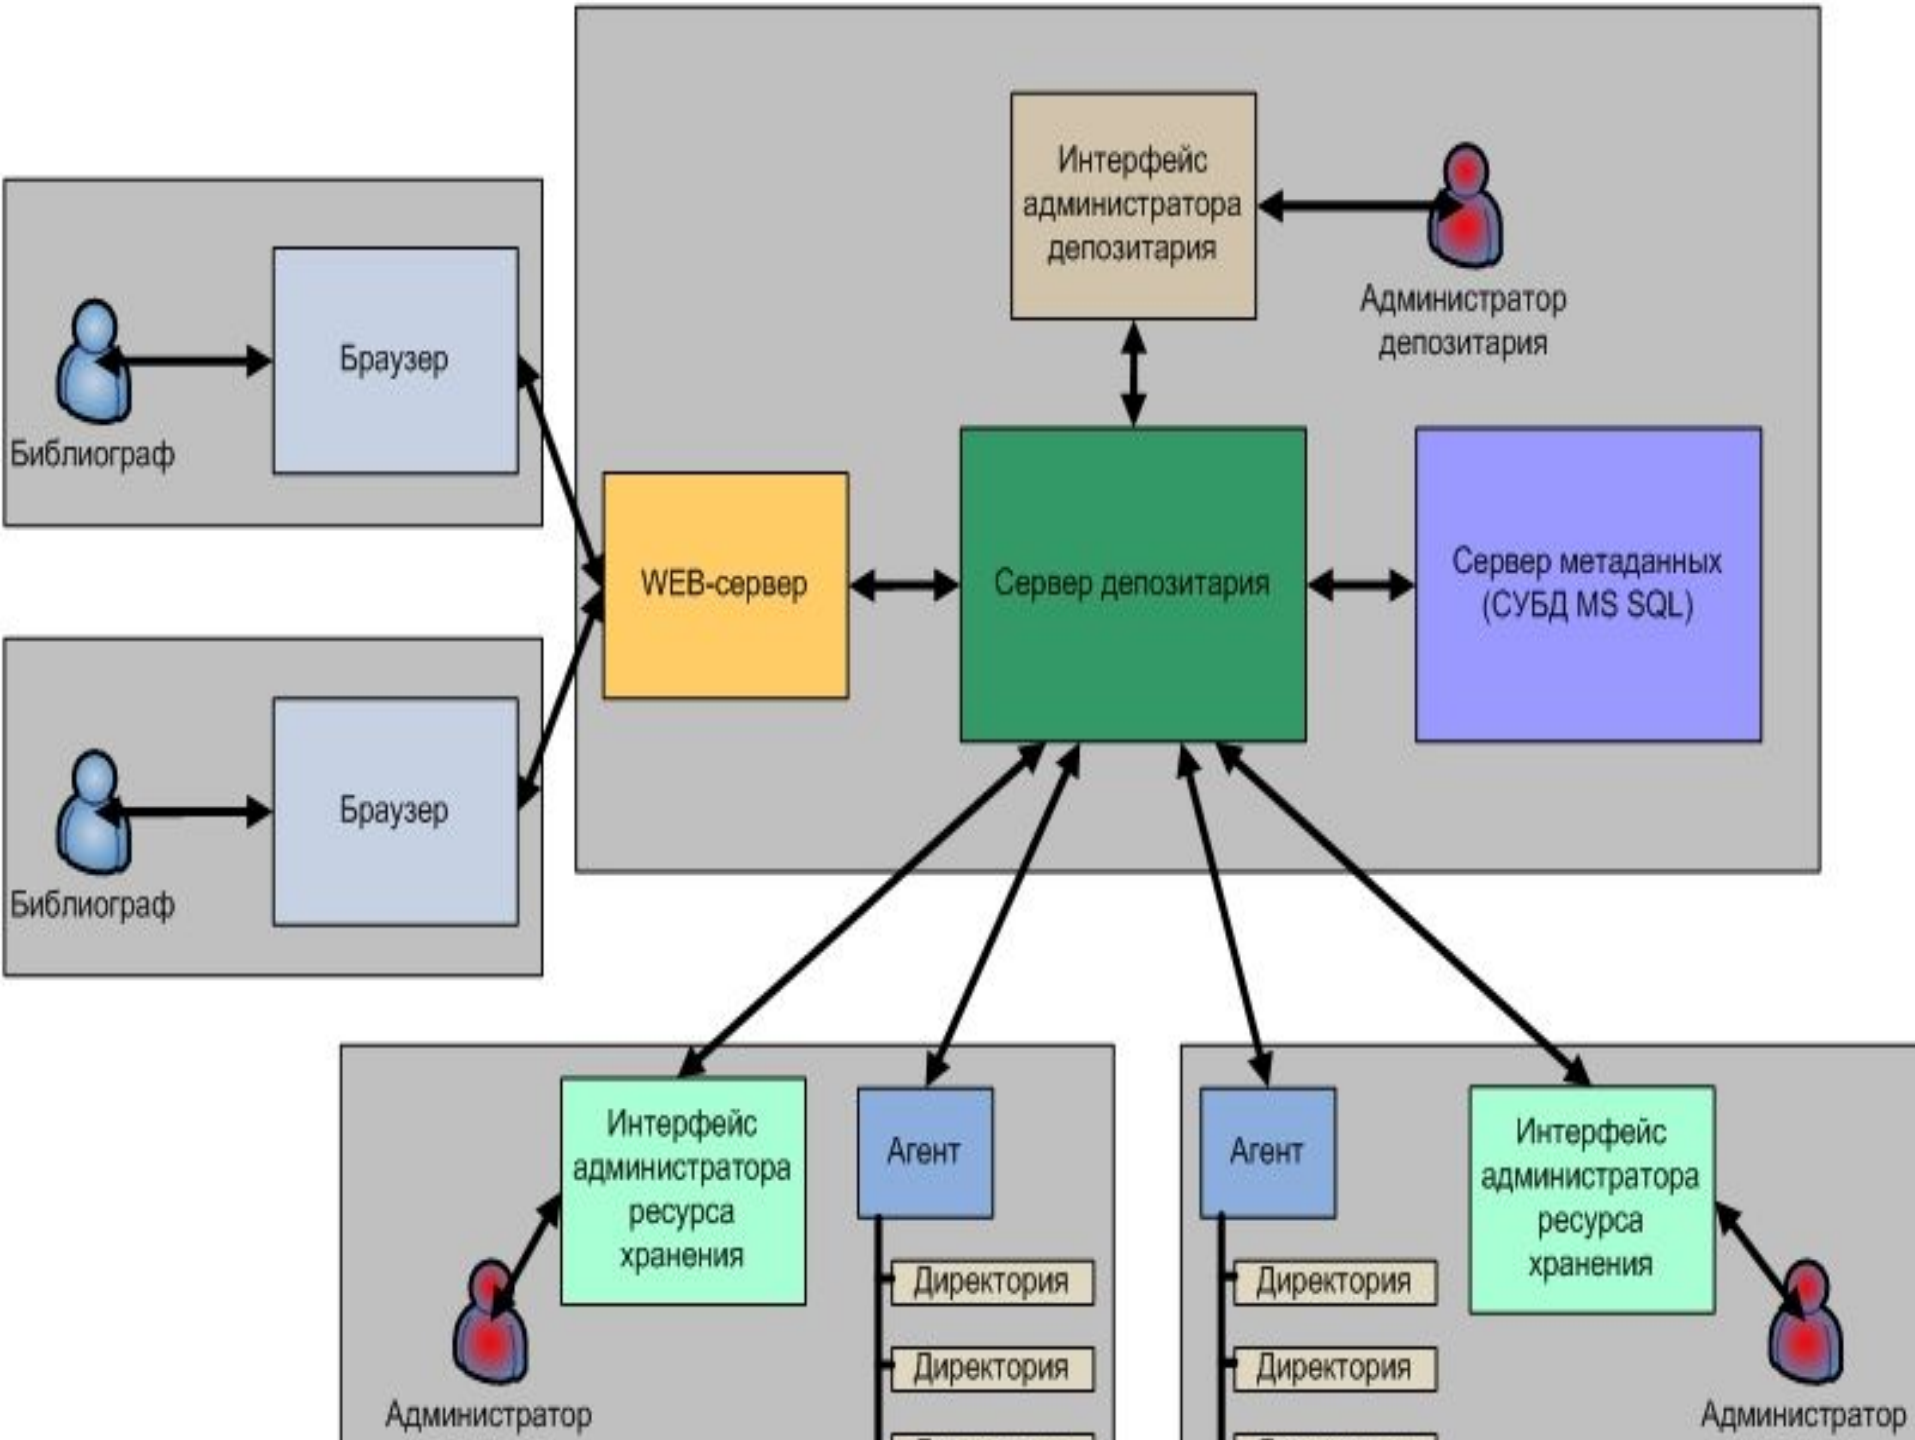 Интерфейс
администратора
депозитария
Администратор
депозитария
Браузер
Библиограф
WEB-сервер
Сервер депозитария
Сервер метаданных
(СУБД MS SQL)
Браузер
Библиограф
Интерфейс
администратора
ресурса
хранения
Агент
Директория
Директория
Администратор
Агент
Директория
Директория
Интерфейс
администратора
ресурса
хранения
Администратор